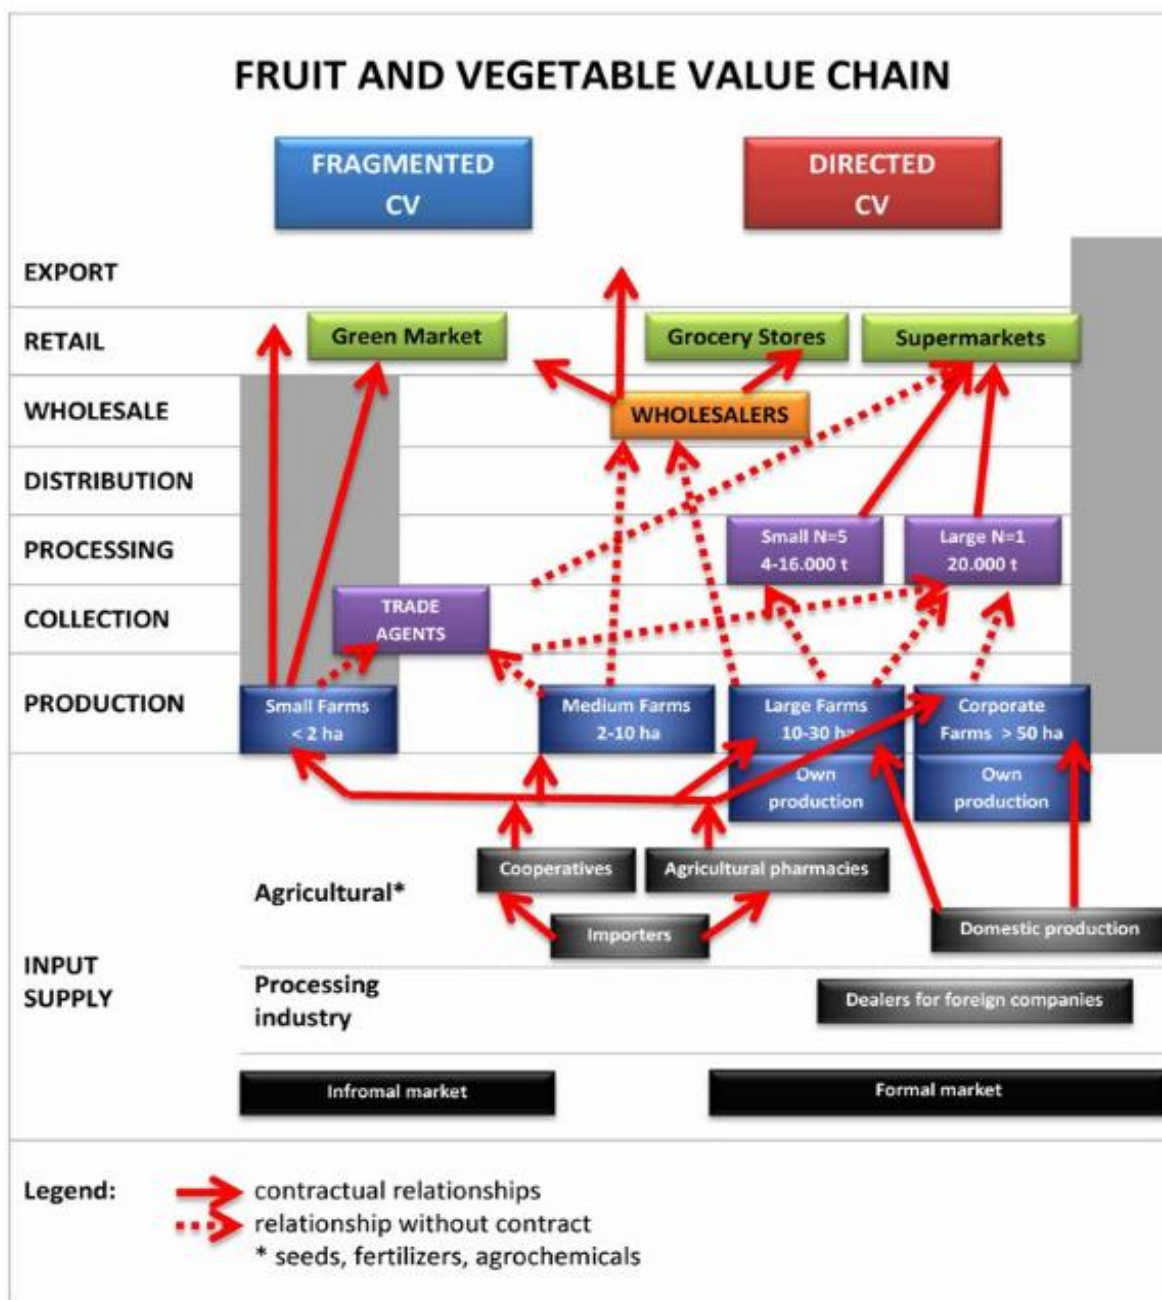 FRUIT AND VEGETABLE VALUE CHAIN
FRAGMENTED
CV
DIRECTED
CV
EXPORT
RETAIL
Green Market
Grocery Stores
Supermarkets
WHOLESALE
WHOLESALERS
DISTRIBUTION
PROCESSING
Small N=5
4-16.000 t
Large N=1
20.000 t
COLLECTION
TRADE
AGENTS
PRODUCTION
Small Farms
< 2 ha
Medium Farms
2-10 ha
Large Farms
10-30 ha
Corporate
Farms > 50 ha
Own
production
Own
production
Cooperatives
Agricultural pharmacies
Agricultural*
Importers
Domestic production
INPUT
SUPPLY
Processing
industry
Dealers for foreign companies
Infromal market
Formal market
Legend:
contractual relationships
relationship without contract
* seeds, fertilizers, agrochemicals